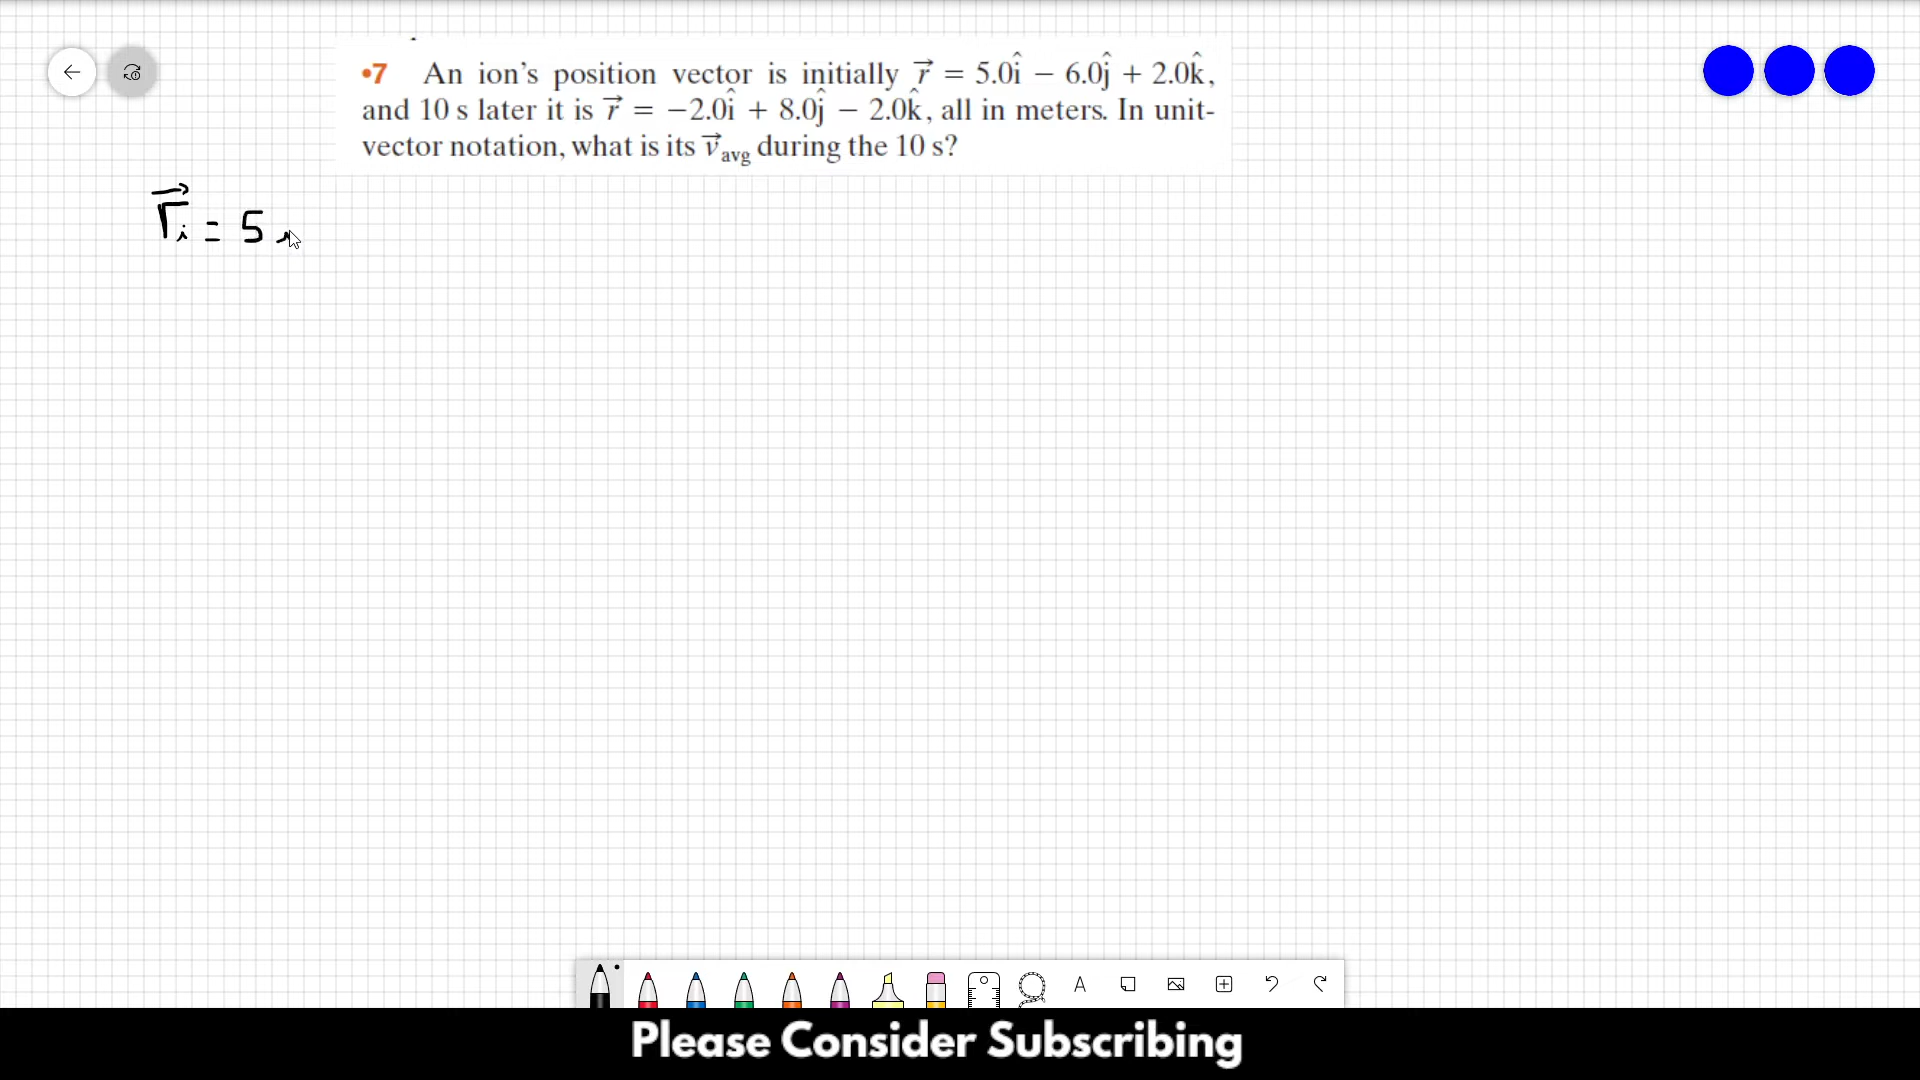 •7 An ion's position vector is initially r⃗ = 5.0î − 6.0ĵ + 2.0k̂,
and 10 s later it is r⃗ = −2.0î + 8.0ĵ − 2.0k̂, all in meters. In unit-
vector notation, what is its v⃗avg during the 10 s?
r⃗i = 5
A
Please Consider Subscribing